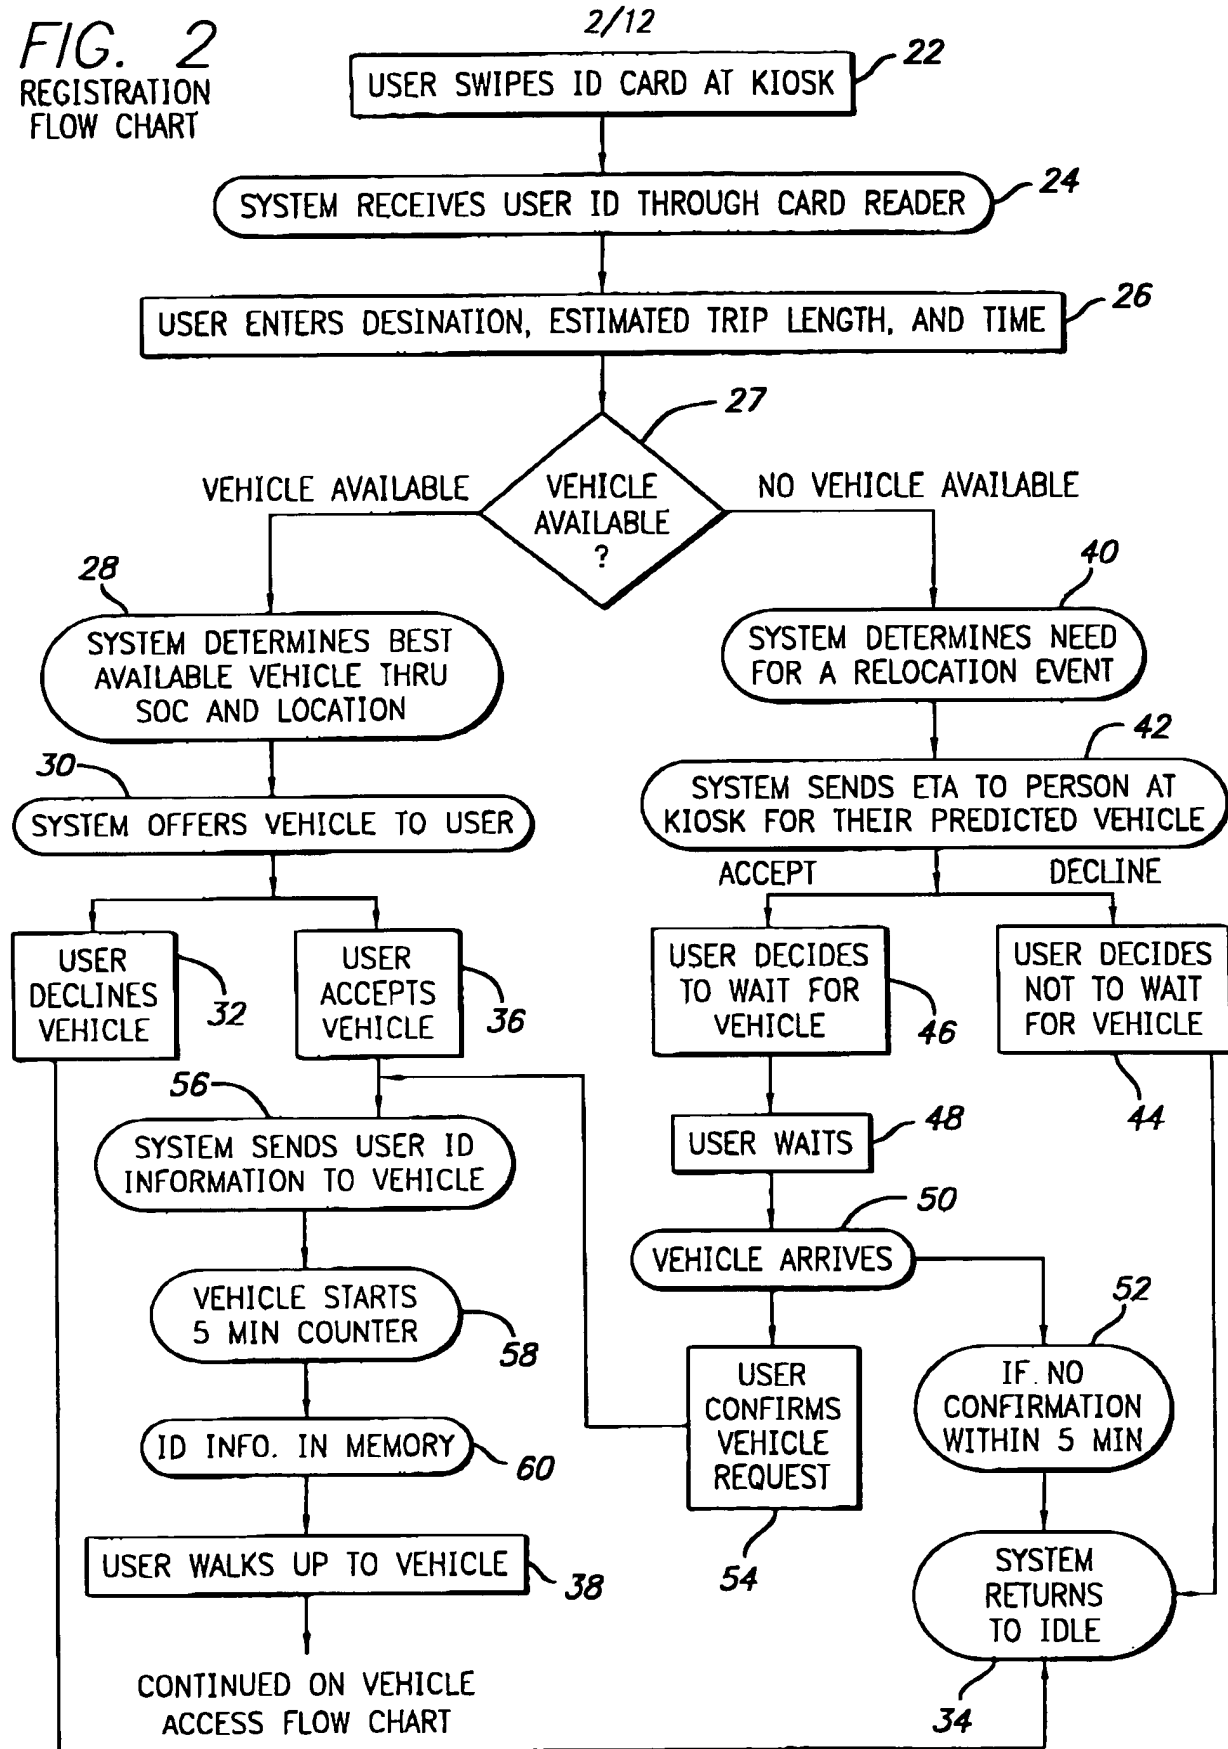 FIG. 2
REGISTRATION
FLOW CHART
2/12
USER SWIPES ID CARD AT KIOSK
22
SYSTEM RECEIVES USER ID THROUGH CARD READER
24
USER ENTERS DESINATION, ESTIMATED TRIP LENGTH, AND TIME
26
27
VEHICLE
AVAILABLE
?
VEHICLE AVAILABLE
NO VEHICLE AVAILABLE
28
SYSTEM DETERMINES BEST
AVAILABLE VEHICLE THRU
SOC AND LOCATION
40
SYSTEM DETERMINES NEED
FOR A RELOCATION EVENT
30
SYSTEM OFFERS VEHICLE TO USER
42
SYSTEM SENDS ETA TO PERSON AT
KIOSK FOR THEIR PREDICTED VEHICLE
ACCEPT
DECLINE
USER
DECLINES
VEHICLE
32
USER
ACCEPTS
VEHICLE
36
USER DECIDES
TO WAIT FOR
VEHICLE
46
USER DECIDES
NOT TO WAIT
FOR VEHICLE
44
56
SYSTEM SENDS USER ID
INFORMATION TO VEHICLE
USER WAITS
48
VEHICLE ARRIVES
50
VEHICLE STARTS
5 MIN COUNTER
58
52
IF NO
CONFIRMATION
WITHIN 5 MIN
USER
CONFIRMS
VEHICLE
REQUEST
54
ID INFO. IN MEMORY
60
USER WALKS UP TO VEHICLE
38
SYSTEM
RETURNS
TO IDLE
34
CONTINUED ON VEHICLE
ACCESS FLOW CHART